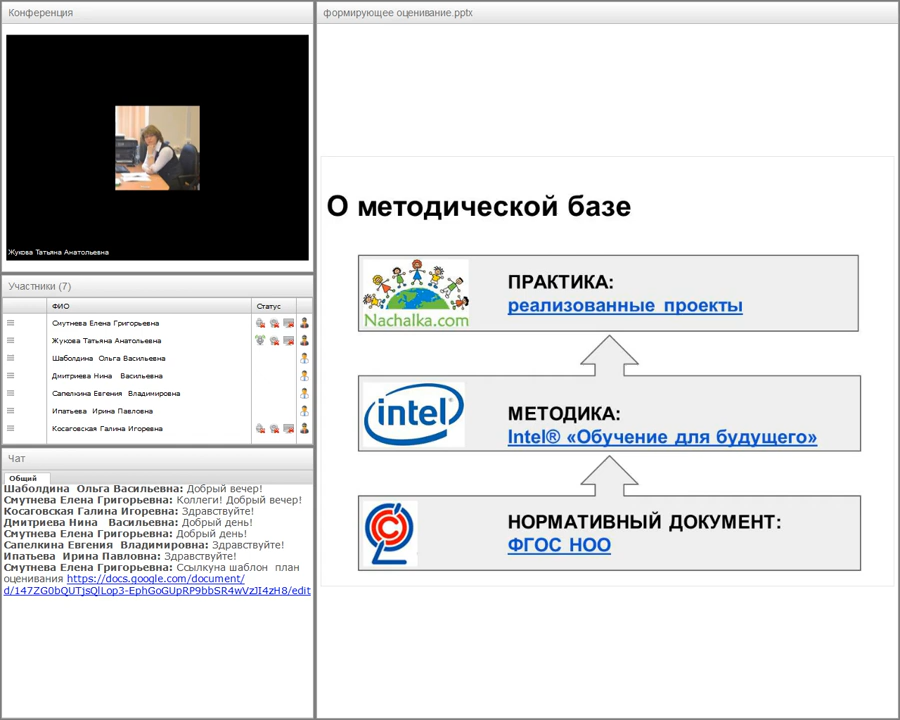 Конференция
Жукова Татьяна Анатольевна
Участники (7)
ФИО Статус
Смутнева Елена Григорьевна
Жукова Татьяна Анатольевна
Шаболдина Ольга Васильевна
Дмитриева Нина Васильевна
Сапелкина Евгения Владимировна
Ипатьева Ирина Павловна
Косаговская Галина Игоревна
Чат
Общий
Шаболдина Ольга Васильевна: Добрый вечер!
Смутнева Елена Григорьевна: Коллеги! Добрый вечер!
Косаговская Галина Игоревна: Здравствуйте!
Дмитриева Нина Васильевна: Добрый день!
Смутнева Елена Григорьевна: Добрый день!
Сапелкина Евгения Владимировна: Здравствуйте!
Ипатьева Ирина Павловна: Здравствуйте!
Смутнева Елена Григорьевна: Ссылкуна шаблон план
оценивания https://docs.google.com/document/
d/147ZG0bQUTjsQlLop3-EphGoGUpRP9bbSR4wVzJI4zH8/edit
формирующее оценивание.pptx
О методической базе
Nachalka.com
ПРАКТИКА:
реализованные проекты
intel®
МЕТОДИКА:
Intel® «Обучение для будущего»
НОРМАТИВНЫЙ ДОКУМЕНТ:
ФГОС НОО